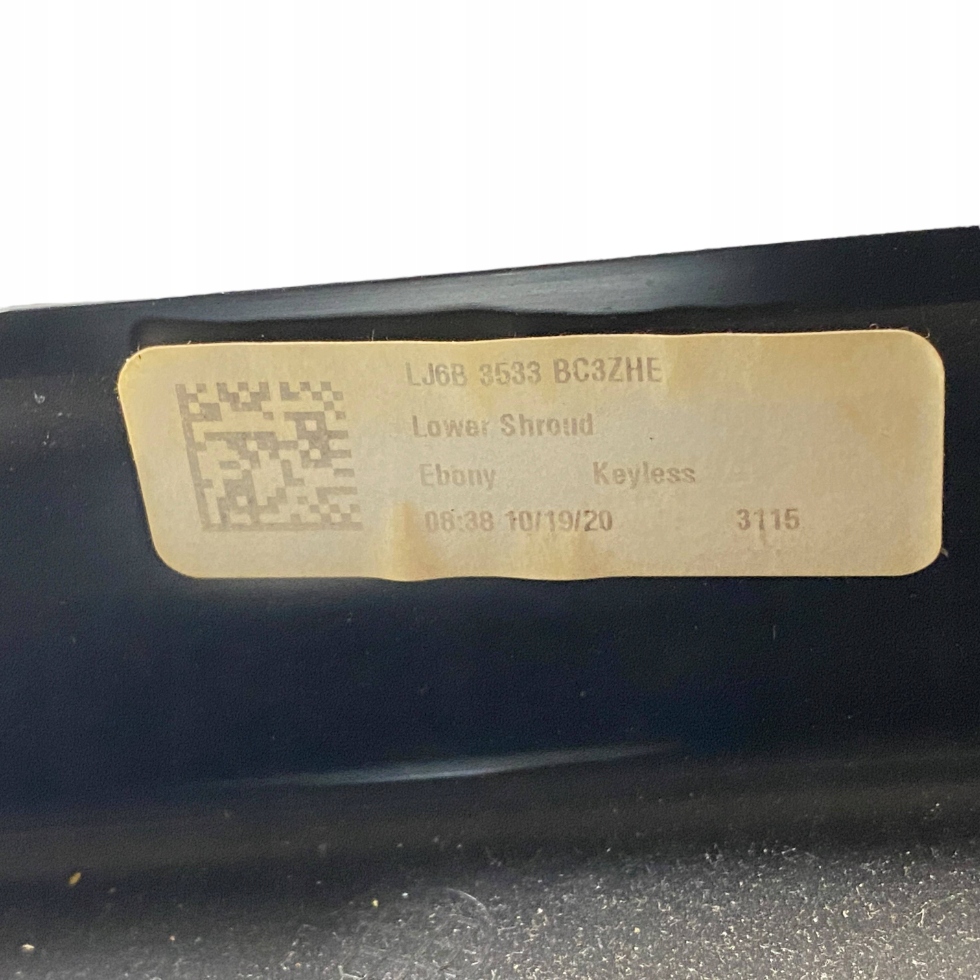 LJ6B 3533 BC3ZHE
Lower Shroud
Ebony Keyless
08:38 10/19/20 3115